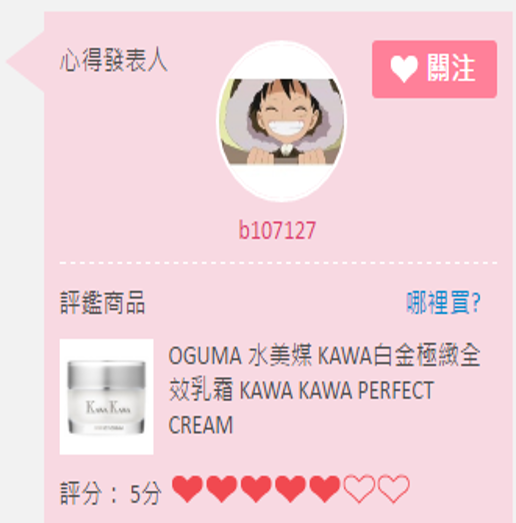 心得發表人
關注
b107127
評鑑商品
哪裡買?
OGUMA 水美媒 KAWA白金極緻全
效乳霜 KAWA KAWA PERFECT
CREAM
KAWA KAWA
評分： 5分